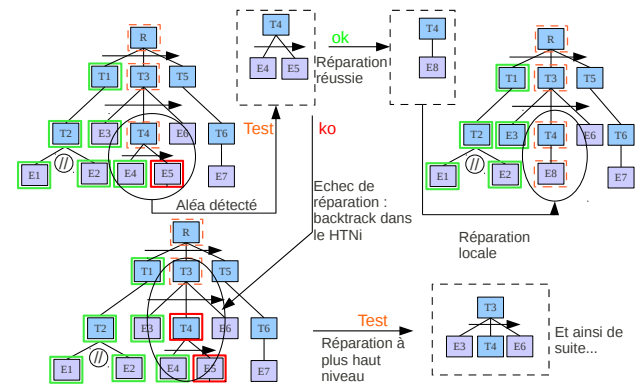 R
T1 T3 T5
T2 E3 T4 E6 T6
E1 // E2 E4 E5 E7
Aléa détecté
Test
T4
E4 E5
ok
Réparation
réussie
ko
T4
E8
R
T1 T3 T5
T2 E3 T4 E6 T6
E1 // E2 E8 E7
Réparation
locale
Echec de
réparation :
backtrack dans
le HTNi
R
T1 T3 T5
T2 E3 T4 E6 T6
E1 // E2 E4 E5 E7
Test
Réparation à
plus haut
niveau
T3
E3 T4 E6
Et ainsi de
suite...